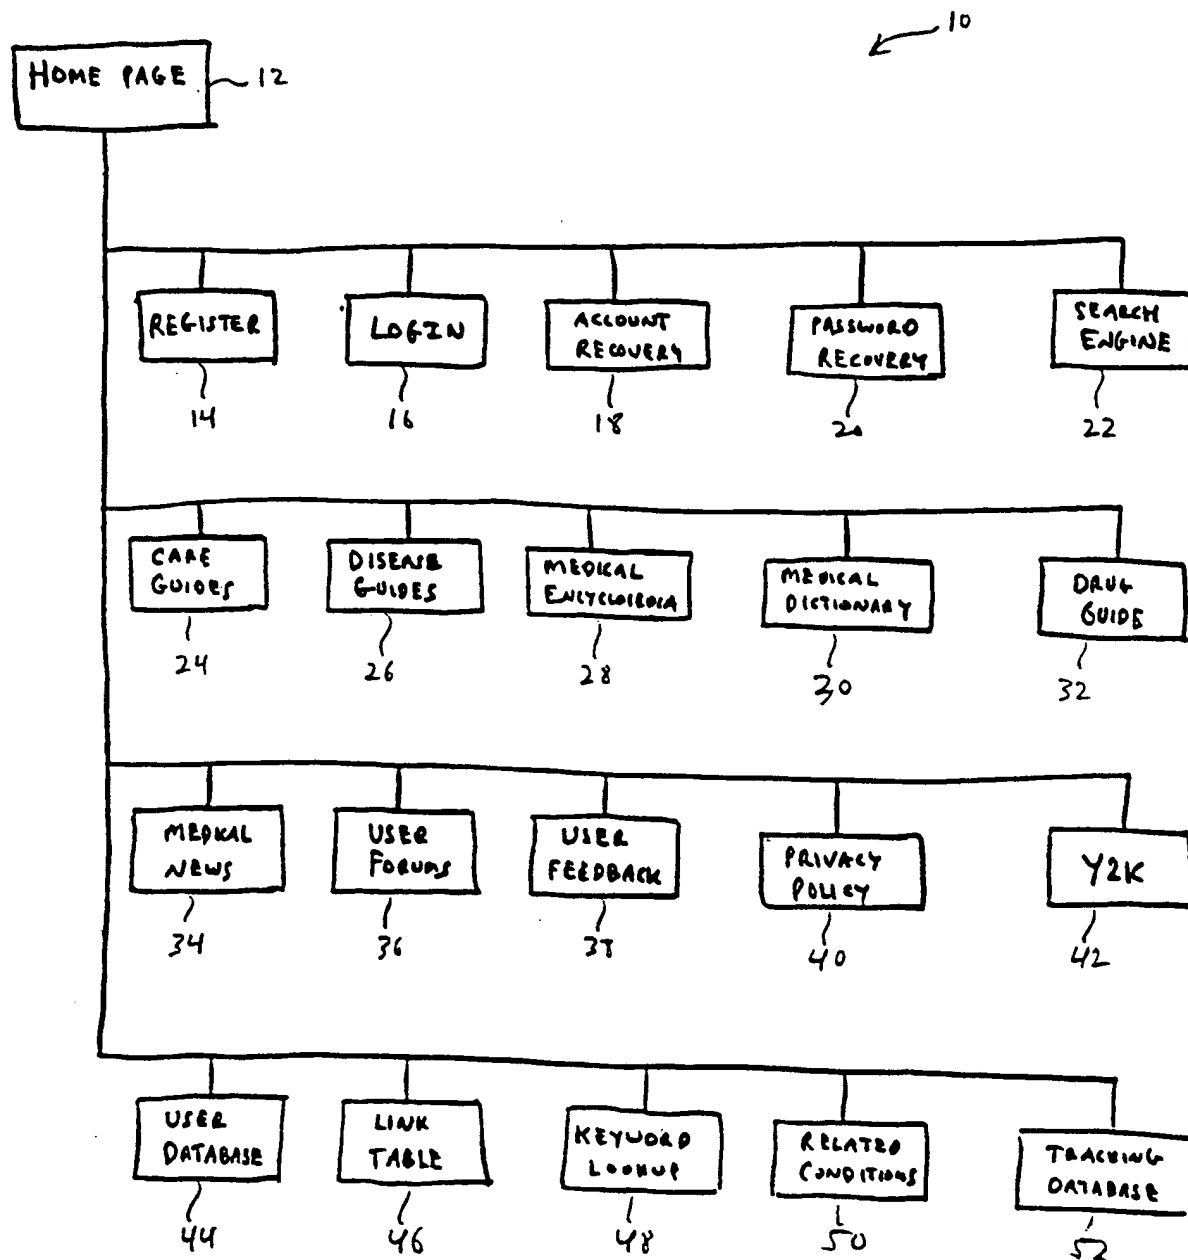 10
HOME PAGE
12
REGISTER
LOGIN
ACCOUNT
RECOVERY
PASSWORD
RECOVERY
SEARCH
ENGINE
14
16
18
20
22
CARE
GUIDES
DISEASE
GUIDES
MEDICAL
ENCYCLOPEDIA
MEDICAL
DICTIONARY
DRUG
GUIDE
24
26
28
30
32
MEDICAL
NEWS
USER
FORUMS
USER
FEEDBACK
PRIVACY
POLICY
Y2K
34
36
38
40
42
USER
DATABASE
LINK
TABLE
KEYWORD
LOOKUP
RELATED
CONDITIONS
TRACKING
DATABASE
44
46
48
50
52